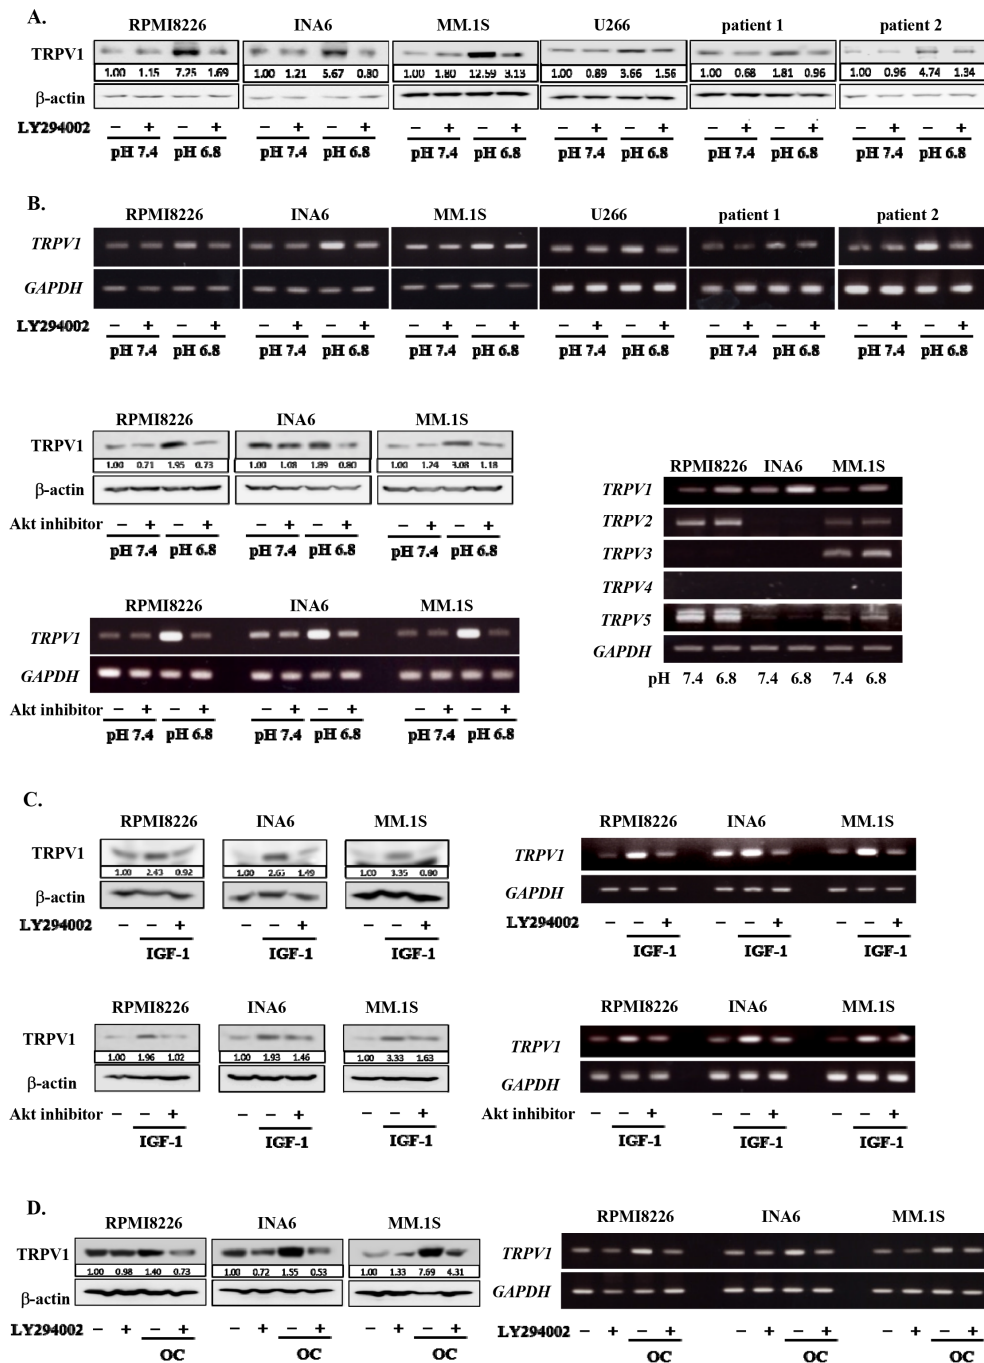 A.
RPMI8226 INA6 MM.1S U266 patient 1 patient 2
TRPV1
1.00 1.15 7.25 1.69 1.00 1.21 5.67 0.80 1.00 1.80 12.59 3.13 1.00 0.89 3.66 1.56 1.00 0.68 1.81 0.96 1.00 0.96 4.74 1.34
β-actin
LY294002 – + – + – + – + – + – + – + – + – + – + – + – +
pH 7.4 pH 6.8 pH 7.4 pH 6.8 pH 7.4 pH 6.8 pH 7.4 pH 6.8 pH 7.4 pH 6.8 pH 7.4 pH 6.8
B.
RPMI8226 INA6 MM.1S U266 patient 1 patient 2
TRPV1
GAPDH
LY294002 – + – + – + – + – + – + – + – + – + – + – + – +
pH 7.4 pH 6.8 pH 7.4 pH 6.8 pH 7.4 pH 6.8 pH 7.4 pH 6.8 pH 7.4 pH 6.8 pH 7.4 pH 6.8
RPMI8226 INA6 MM.1S
TRPV1
1.00 0.71 1.95 0.73 1.00 1.08 1.89 0.80 1.00 1.24 3.08 1.18
β-actin
Akt inhibitor – + – + – + – + – + – +
pH 7.4 pH 6.8 pH 7.4 pH 6.8 pH 7.4 pH 6.8
RPMI8226 INA6 MM.1S
TRPV1
GAPDH
Akt inhibitor – + – + – + – + – + – +
pH 7.4 pH 6.8 pH 7.4 pH 6.8 pH 7.4 pH 6.8
RPMI8226 INA6 MM.1S
TRPV1
TRPV2
TRPV3
TRPV4
TRPV5
GAPDH
pH 7.4 6.8 7.4 6.8 7.4 6.8
C.
RPMI8226 INA6 MM.1S
TRPV1
1.00 2.43 0.92 1.00 2.65 1.49 1.00 3.35 0.80
β-actin
LY294002 – – + – – + – – +
IGF-1 IGF-1 IGF-1
RPMI8226 INA6 MM.1S
TRPV1
GAPDH
LY294002 – – + – – + – – +
IGF-1 IGF-1 IGF-1
RPMI8226 INA6 MM.1S
TRPV1
1.00 1.96 1.02 1.00 1.93 1.46 1.00 3.33 1.63
β-actin
Akt inhibitor – – + – – + – – +
IGF-1 IGF-1 IGF-1
RPMI8226 INA6 MM.1S
TRPV1
GAPDH
Akt inhibitor – – + – – + – – +
IGF-1 IGF-1 IGF-1
D.
RPMI8226 INA6 MM.1S
TRPV1
1.00 0.98 1.40 0.73 1.00 0.72 1.55 0.53 1.00 1.33 7.69 4.31
β-actin
LY294002 – + – + – + – + – + – +
OC OC OC
RPMI8226 INA6 MM.1S
TRPV1
GAPDH
LY294002 – + – + – + – + – + – +
OC OC OC